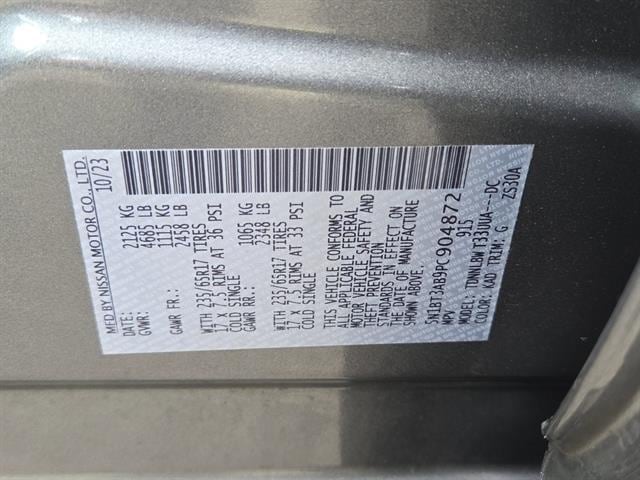 MFD BY NISSAN MOTOR CO., LTD.
DATE: 10/23
GVWR: 2125 KG
4685 LB
GAWR FR.: 1115 KG
2458 LB
WITH 235/65R17 TIRES
17 X 7.5 RIMS AT 36 PSI
COLD SINGLE
GAWR RR.: 1065 KG
2348 LB
WITH 235/65R17 TIRES
17 X 7.5 RIMS AT 33 PSI
COLD SINGLE
THIS VEHICLE CONFORMS TO
ALL APPLICABLE FEDERAL
MOTOR VEHICLE SAFETY AND
THEFT PREVENTION
STANDARDS IN EFFECT ON
THE DATE OF MANUFACTURE
SHOWN ABOVE.
5N1BT3AB9PC904872
MPV 915
MODEL: TDWNLBW T33UUA---DC
COLOR: KAD TRIM: G ZS30A